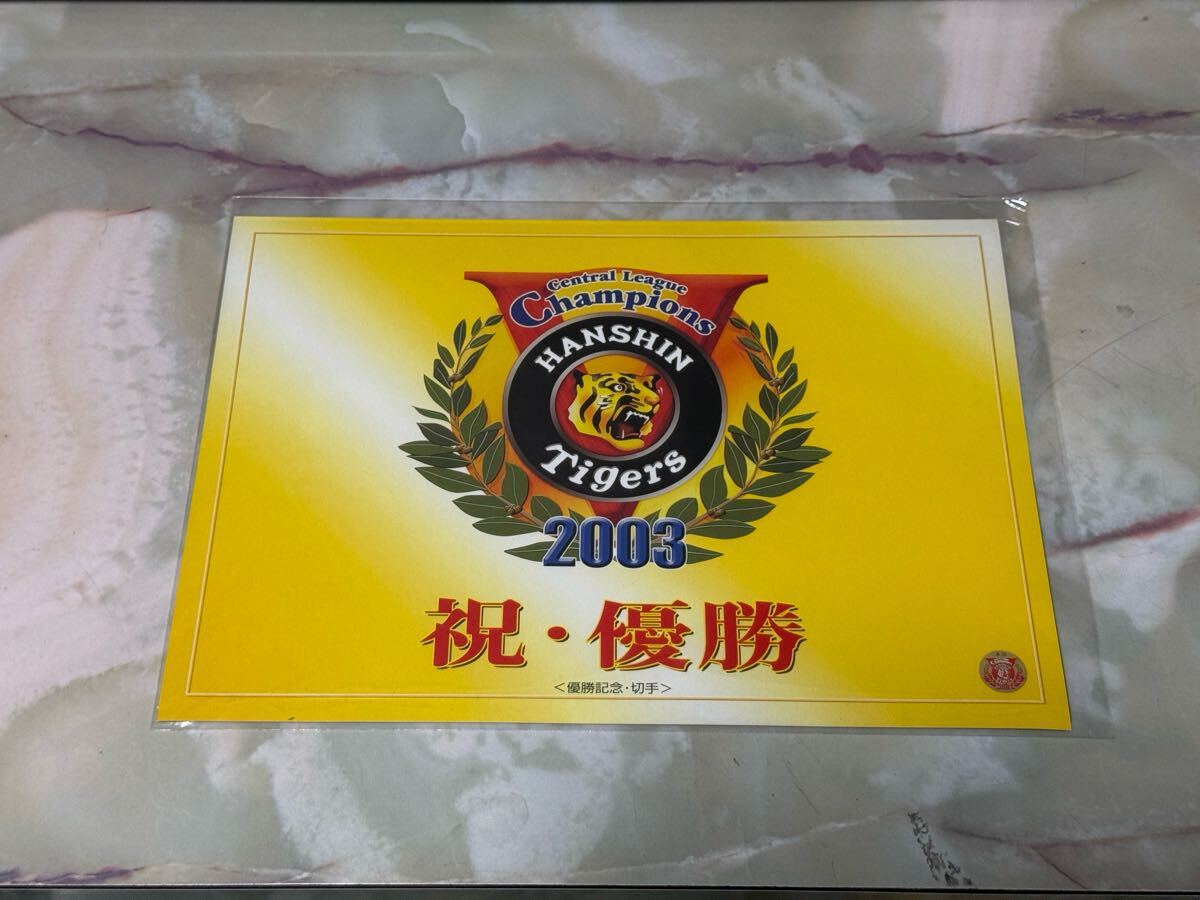 Central League
Champions
HANSHIN
Tigers
2003
祝・優勝
<優勝記念・切手>